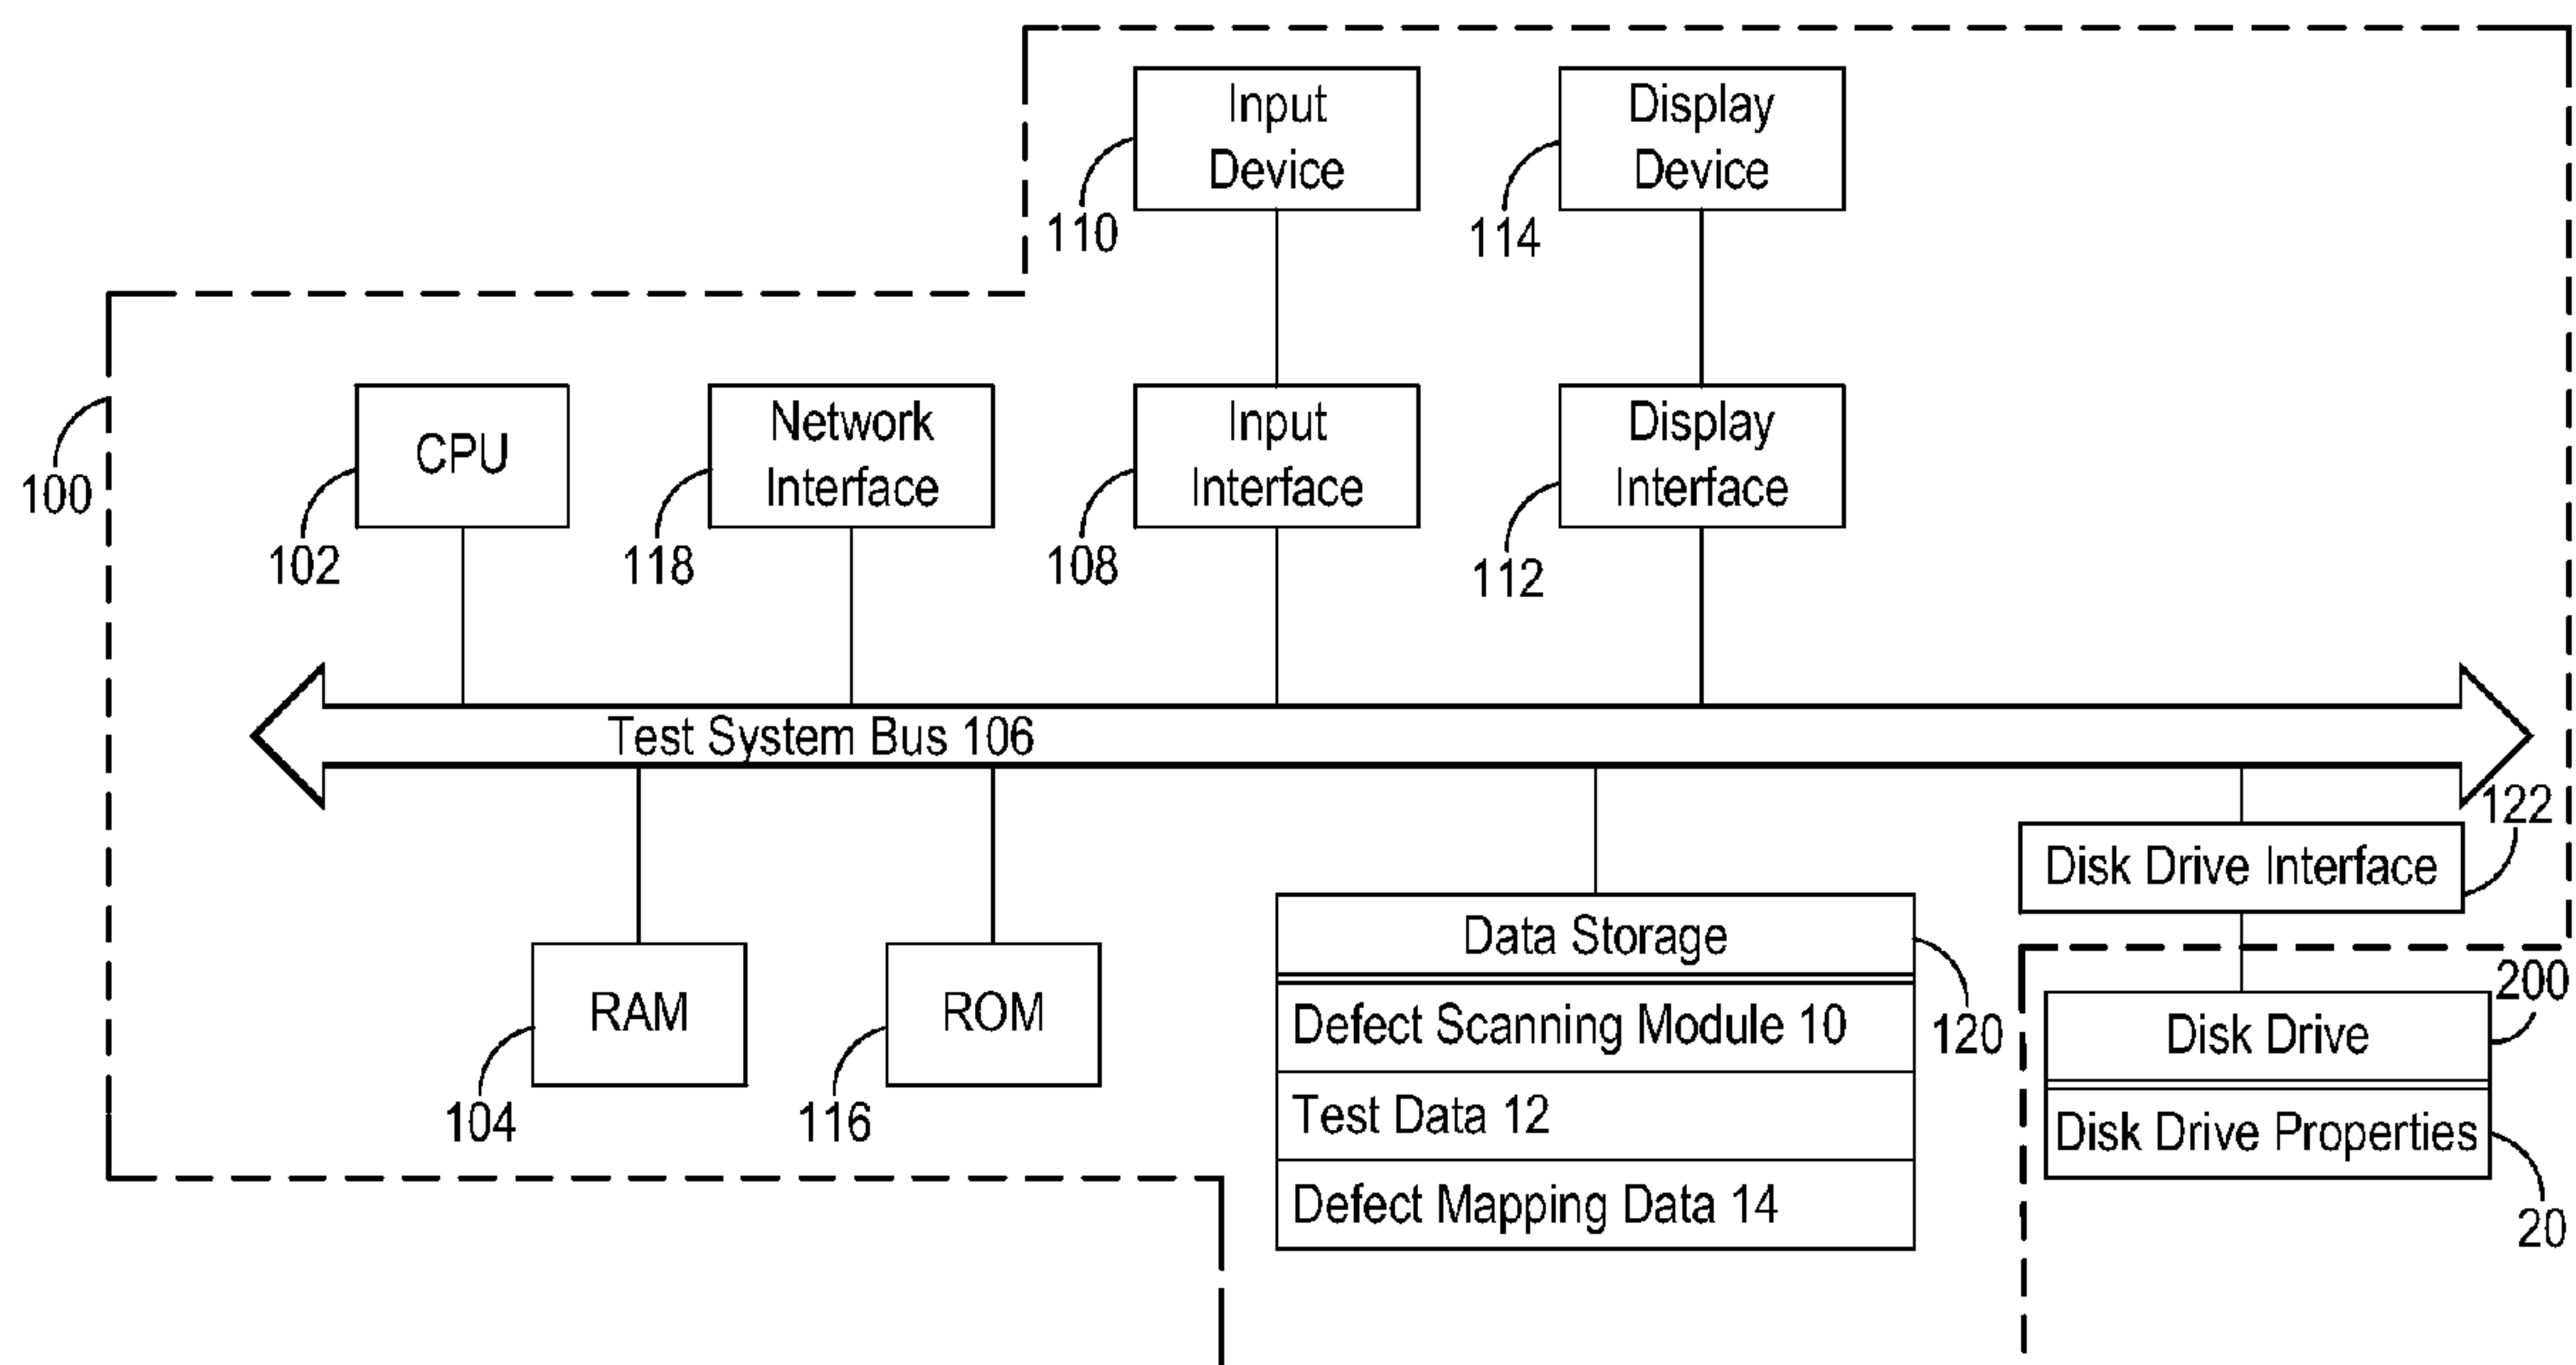 Input
Device
110
Display
Device
114
100
CPU
102
Network
Interface
118
Input
Interface
108
Display
Interface
112
Test System Bus 106
122
Disk Drive Interface
RAM
104
ROM
116
Data Storage
120
Defect Scanning Module 10
Test Data 12
Defect Mapping Data 14
200
Disk Drive
Disk Drive Properties
20